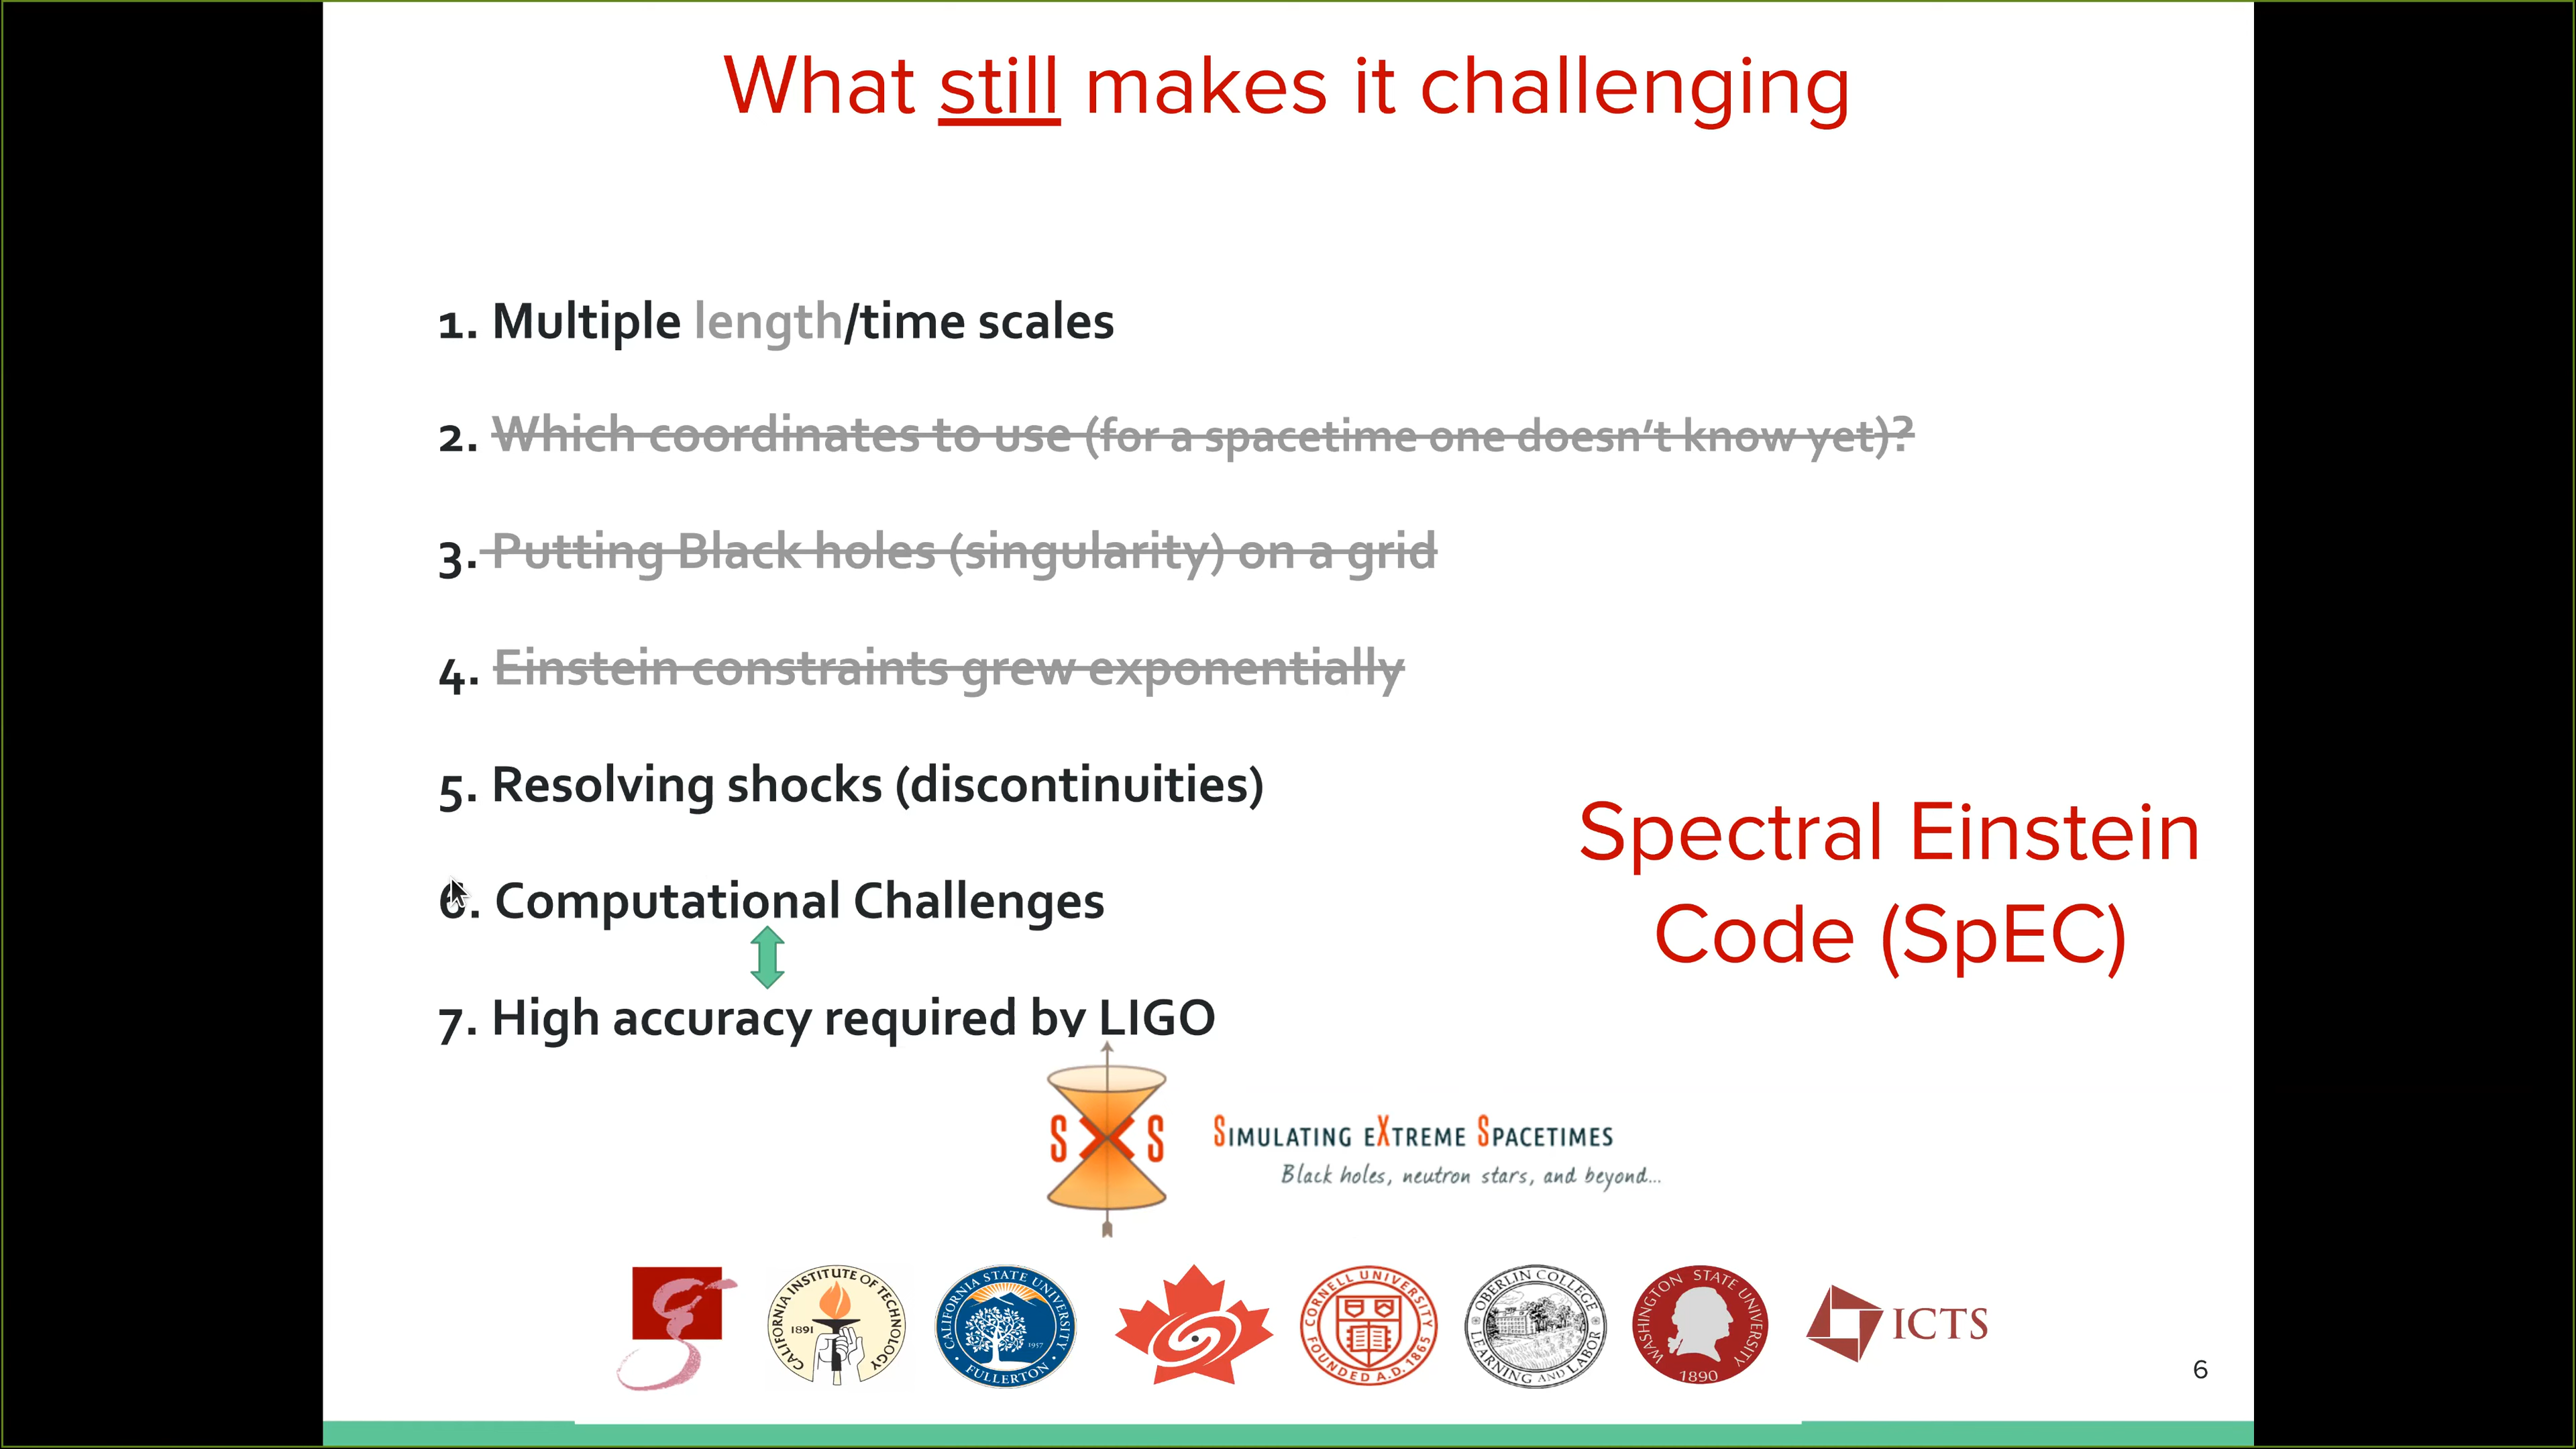 What still makes it challenging
1. Multiple length/time scales
2. Which coordinates to use (for a spacetime one doesn't know yet)?
3. Putting Black holes (singularity) on a grid
4. Einstein constraints grew exponentially
5. Resolving shocks (discontinuities)
6. Computational Challenges
7. High accuracy required by LIGO
Spectral Einstein
Code (SpEC)
SXS
SIMULATING EXTREME SPACETIMES
Black holes, neutron stars, and beyond...
CALIFORNIA INSTITUTE OF TECHNOLOGY
1891
CALIFORNIA STATE UNIVERSITY
1957
FULLERTON
CORNELL UNIVERSITY
FOUNDED A.D. 1865
OBERLIN COLLEGE
LEARNING AND LABOR
WASHINGTON STATE UNIVERSITY
1890
ICTS
6